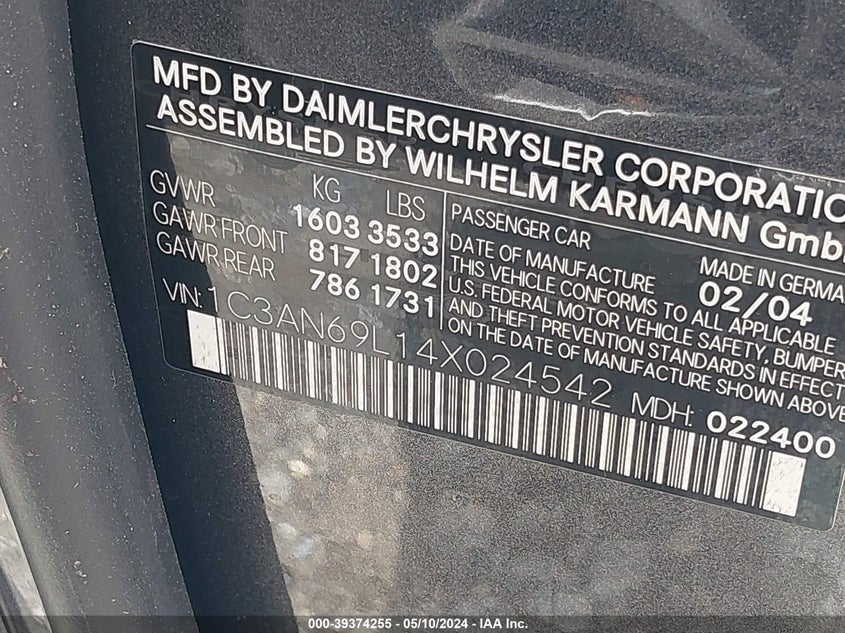 MFD BY DAIMLERCHRYSLER CORPORATIO
ASSEMBLED BY WILHELM KARMANN GmbH
KG LBS
GVWR 1603 3533
GAWR FRONT 817 1802
GAWR REAR 786 1731
PASSENGER CAR
DATE OF MANUFACTURE 02/04
MADE IN GERMA
THIS VEHICLE CONFORMS TO ALL APPLICABLE
U.S. FEDERAL MOTOR VEHICLE SAFETY, BUMPER
AND THEFT PREVENTION STANDARDS IN EFFECT
ON THE DATE OF MANUFACTURE SHOWN ABOVE
VIN: 1C3AN69L14X024542 MDH: 022400
000-39374255 - 05/10/2024 - IAA Inc.